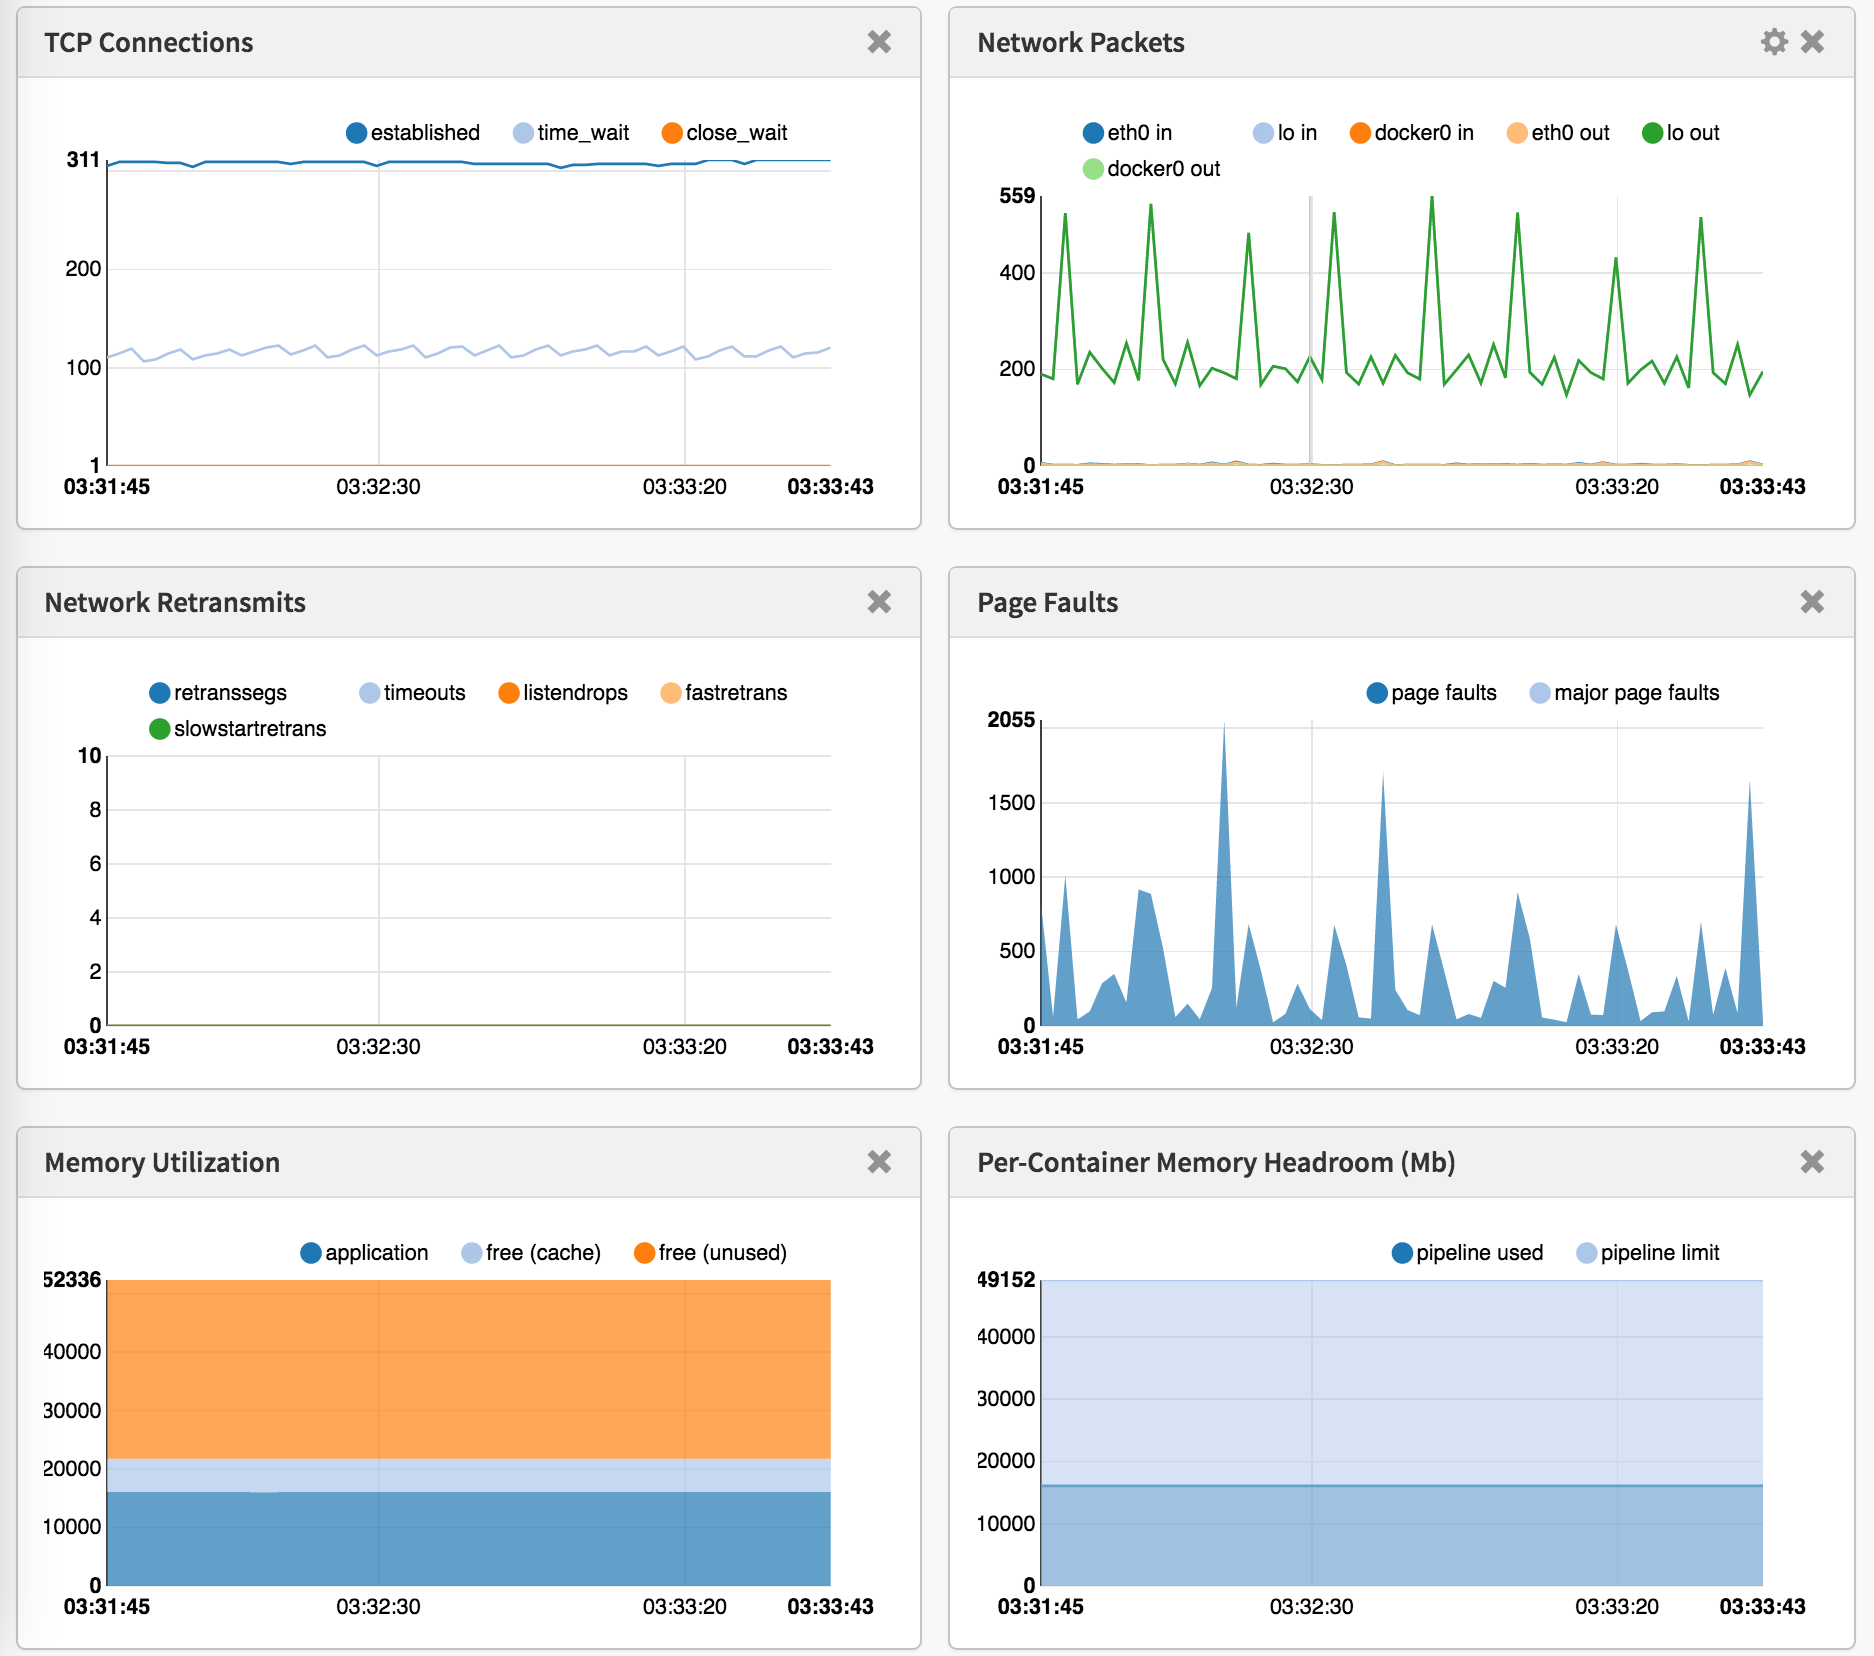 TCP Connections
established time_wait close_wait
311
200
100
1
03:31:45 03:32:30 03:33:20 03:33:43
Network Packets
eth0 in lo in docker0 in eth0 out lo out
docker0 out
559
400
200
0
03:31:45 03:32:30 03:33:20 03:33:43
Network Retransmits
retranssegs timeouts listendrops fastretrans
slowstartretrans
10
8
6
4
2
0
03:31:45 03:32:30 03:33:20 03:33:43
Page Faults
page faults major page faults
2055
1500
1000
500
0
03:31:45 03:32:30 03:33:20 03:33:43
Memory Utilization
application free (cache) free (unused)
52336
40000
30000
20000
10000
0
03:31:45 03:32:30 03:33:20 03:33:43
Per-Container Memory Headroom (Mb)
pipeline used pipeline limit
49152
40000
30000
20000
10000
0
03:31:45 03:32:30 03:33:20 03:33:43